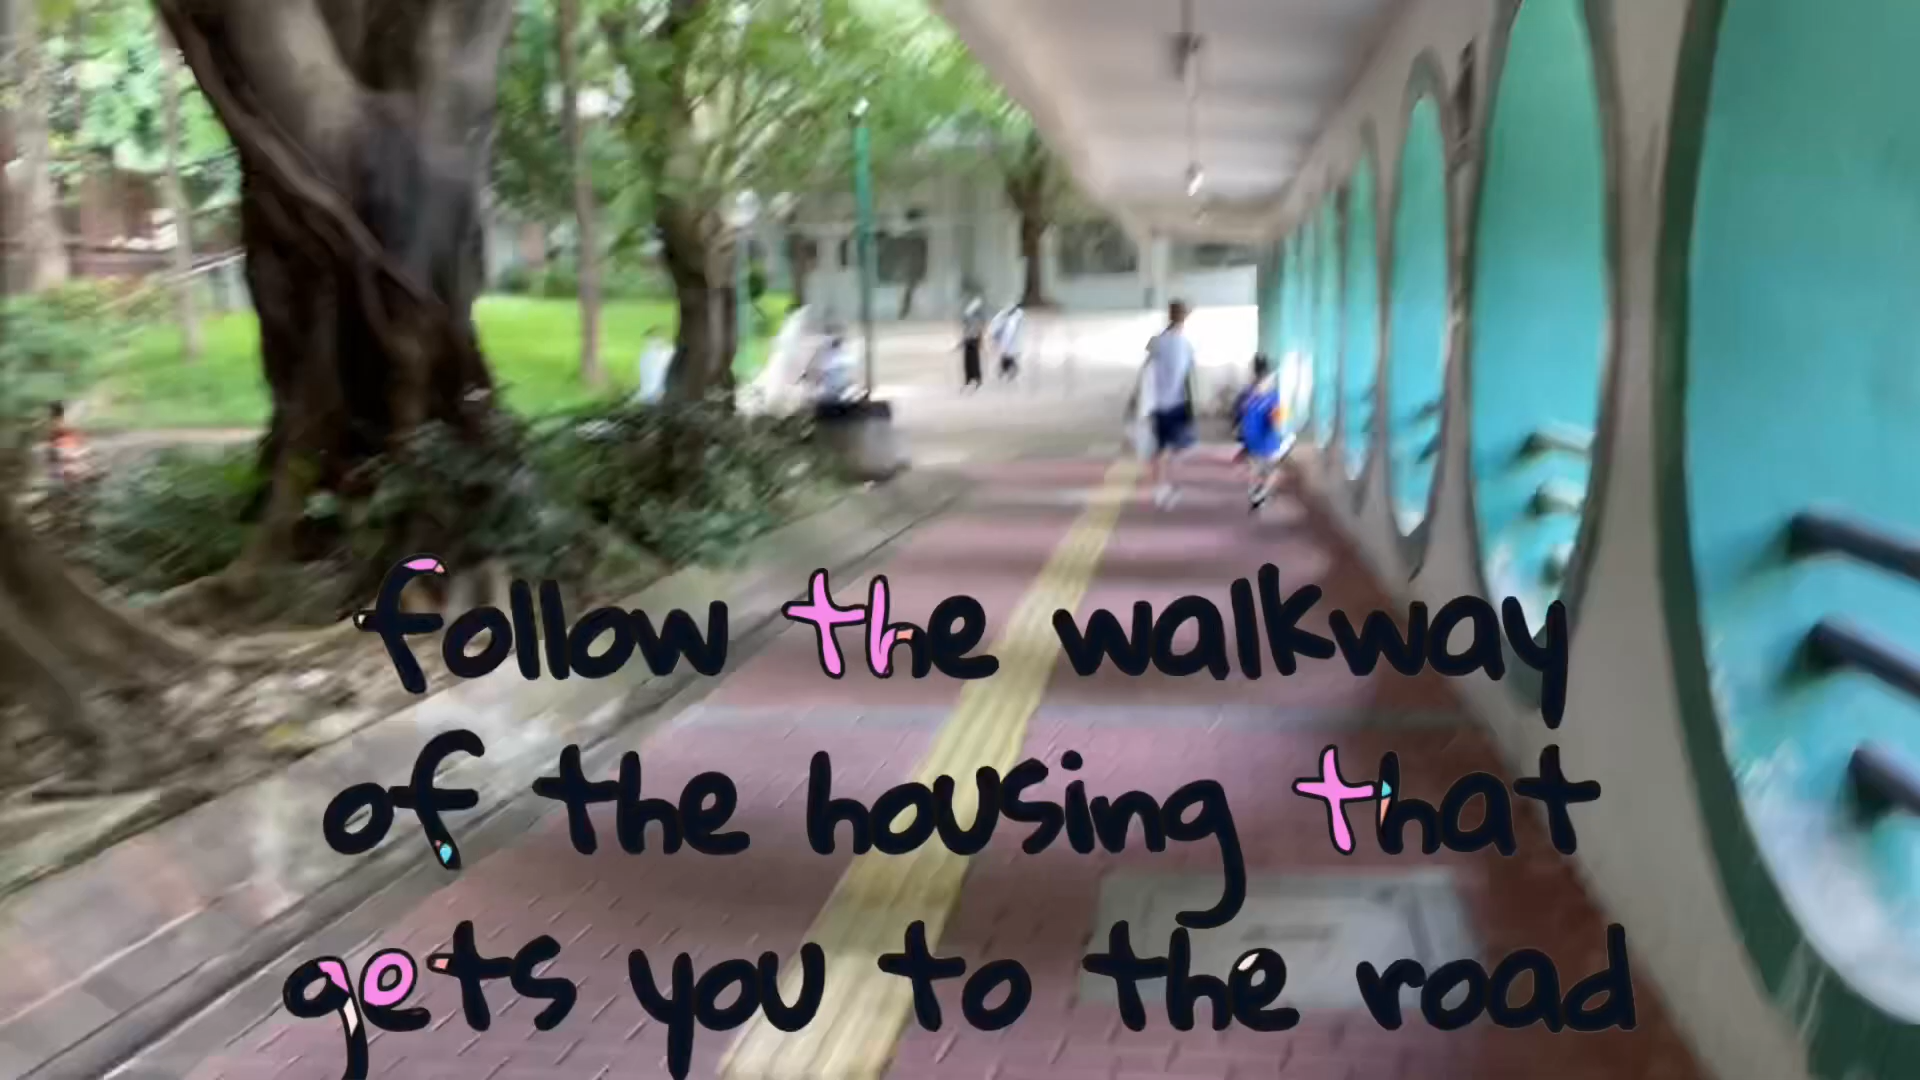 follow the walkway
of the housing that
gets you to the road